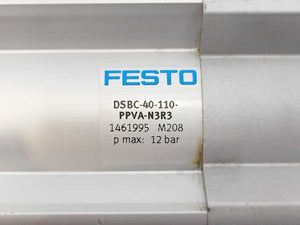 FESTO
DSBC-40-110-
PPVA-N3R3
1461995 M208
p max: 12 bar